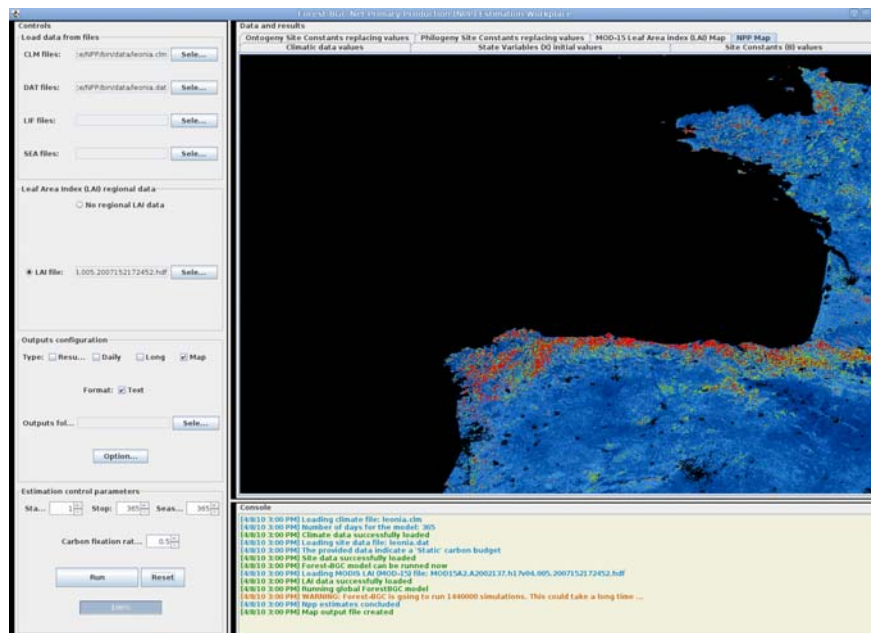 Forest-BGC Net Primary Production (NPP) Estimation Workplace
Controls
Load data from files
CLM files: :e/NPP/bin/data/leonia.clm Sele...
DAT files: :e/NPP/bin/data/leonia.dat Sele...
LIF files: Sele...
SEA files: Sele...
Leaf Area Index (LAI) regional data
No regional LAI data
LAI file: 1.005.2007152172452.hdf Sele...
Outputs configuration
Type: Resu... Daily Long Map
Format: Text
Outputs fol... Sele...
Option...
Estimation control parameters
Sta... 1 Stop: 365 Seas... 365
Carbon fixation rat... 0.5
Run Reset
100%
Data and results
Ontogeny Site Constants replacing values Philogeny Site Constants replacing values MOD-15 Leaf Area index (LAI) Map NPP Map
Climatic data values State Variables (X) initial values Site Constants (B) values
Console
[4/8/10 3:00 PM] Loading climate file: leonia.clm
[4/8/10 3:00 PM] Number of days for the model: 365
[4/8/10 3:00 PM] Climate data successfully loaded
[4/8/10 3:00 PM] Loading site data file: leonia.dat
[4/8/10 3:00 PM] The provided data indicate a 'Static' carbon budget
[4/8/10 3:00 PM] Site data successfully loaded
[4/8/10 3:00 PM] Forest-BGC model can be runned now
[4/8/10 3:00 PM] Loading MODIS LAI (MOD-15) file: MOD15A2.A2002137.h17v04.005.2007152172452.hdf
[4/8/10 3:00 PM] LAI data successfully loaded
[4/8/10 3:00 PM] Running global ForestBGC model
[4/8/10 3:00 PM] WARNING: Forest-BGC is going to run 1440000 simulations. This could take a long time ...
[4/8/10 3:00 PM] Npp estimates concluded
[4/8/10 3:00 PM] Map output file created